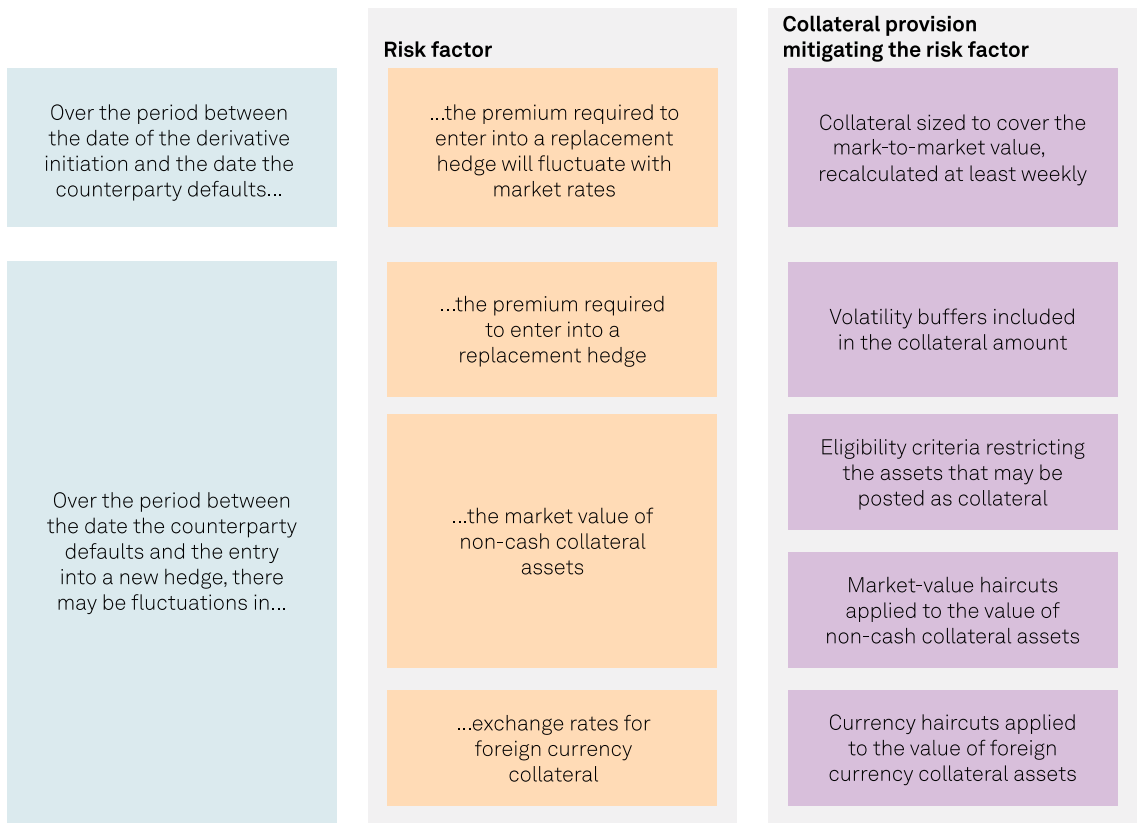 Risk factor
Collateral provision
mitigating the risk factor
Over the period between
the date of the derivative
initiation and the date the
counterparty defaults...
...the premium required to
enter into a replacement
hedge will fluctuate with
market rates
Collateral sized to cover the
mark-to-market value,
recalculated at least weekly
Over the period between
the date the counterparty
defaults and the entry
into a new hedge, there
may be fluctuations in...
...the premium required
to enter into a
replacement hedge
Volatility buffers included
in the collateral amount
...the market value of
non-cash collateral
assets
Eligibility criteria restricting
the assets that may be
posted as collateral
Market-value haircuts
applied to the value of
non-cash collateral assets
...exchange rates for
foreign currency
collateral
Currency haircuts applied
to the value of foreign
currency collateral assets